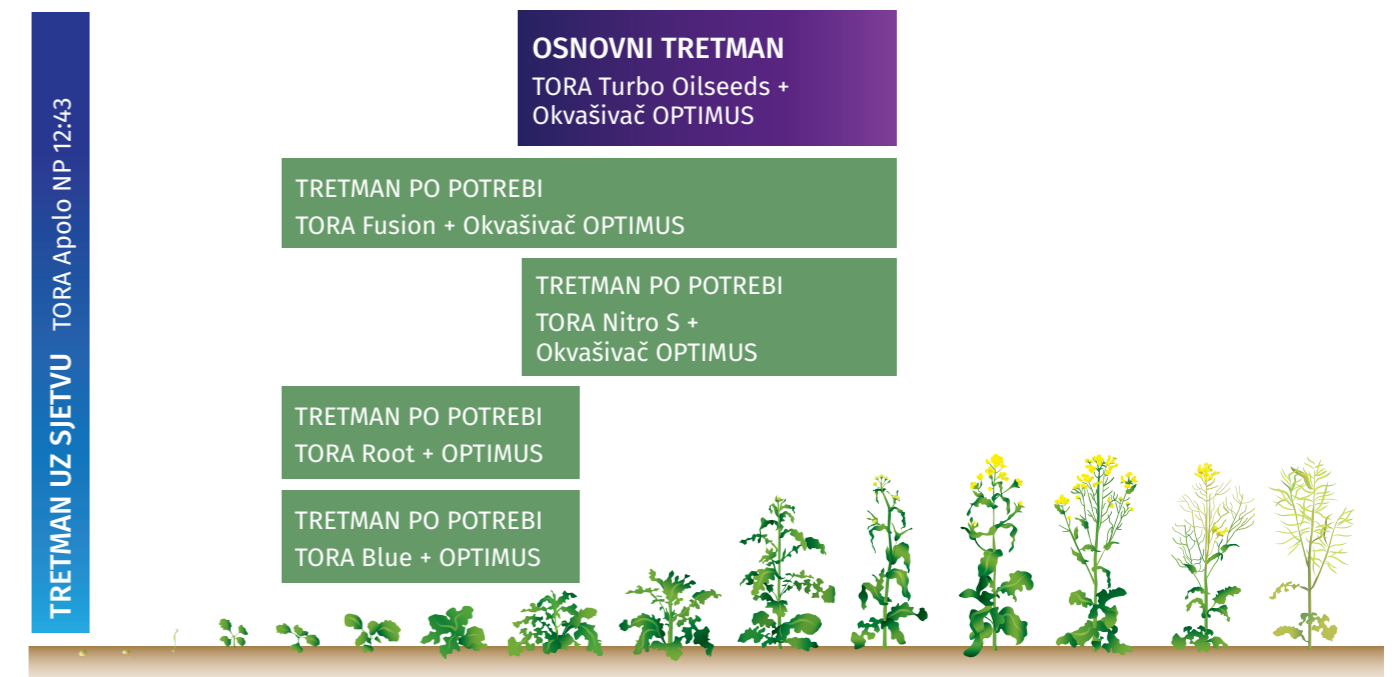 TRETMAN UZ SJETVU TORA Apolo NP 12:43
OSNOVNI TRETMAN
TORA Turbo Oilseeds +
Okvašivač OPTIMUS
TRETMAN PO POTREBI
TORA Fusion + Okvašivač OPTIMUS
TRETMAN PO POTREBI
TORA Nitro S +
Okvašivač OPTIMUS
TRETMAN PO POTREBI
TORA Root + OPTIMUS
TRETMAN PO POTREBI
TORA Blue + OPTIMUS